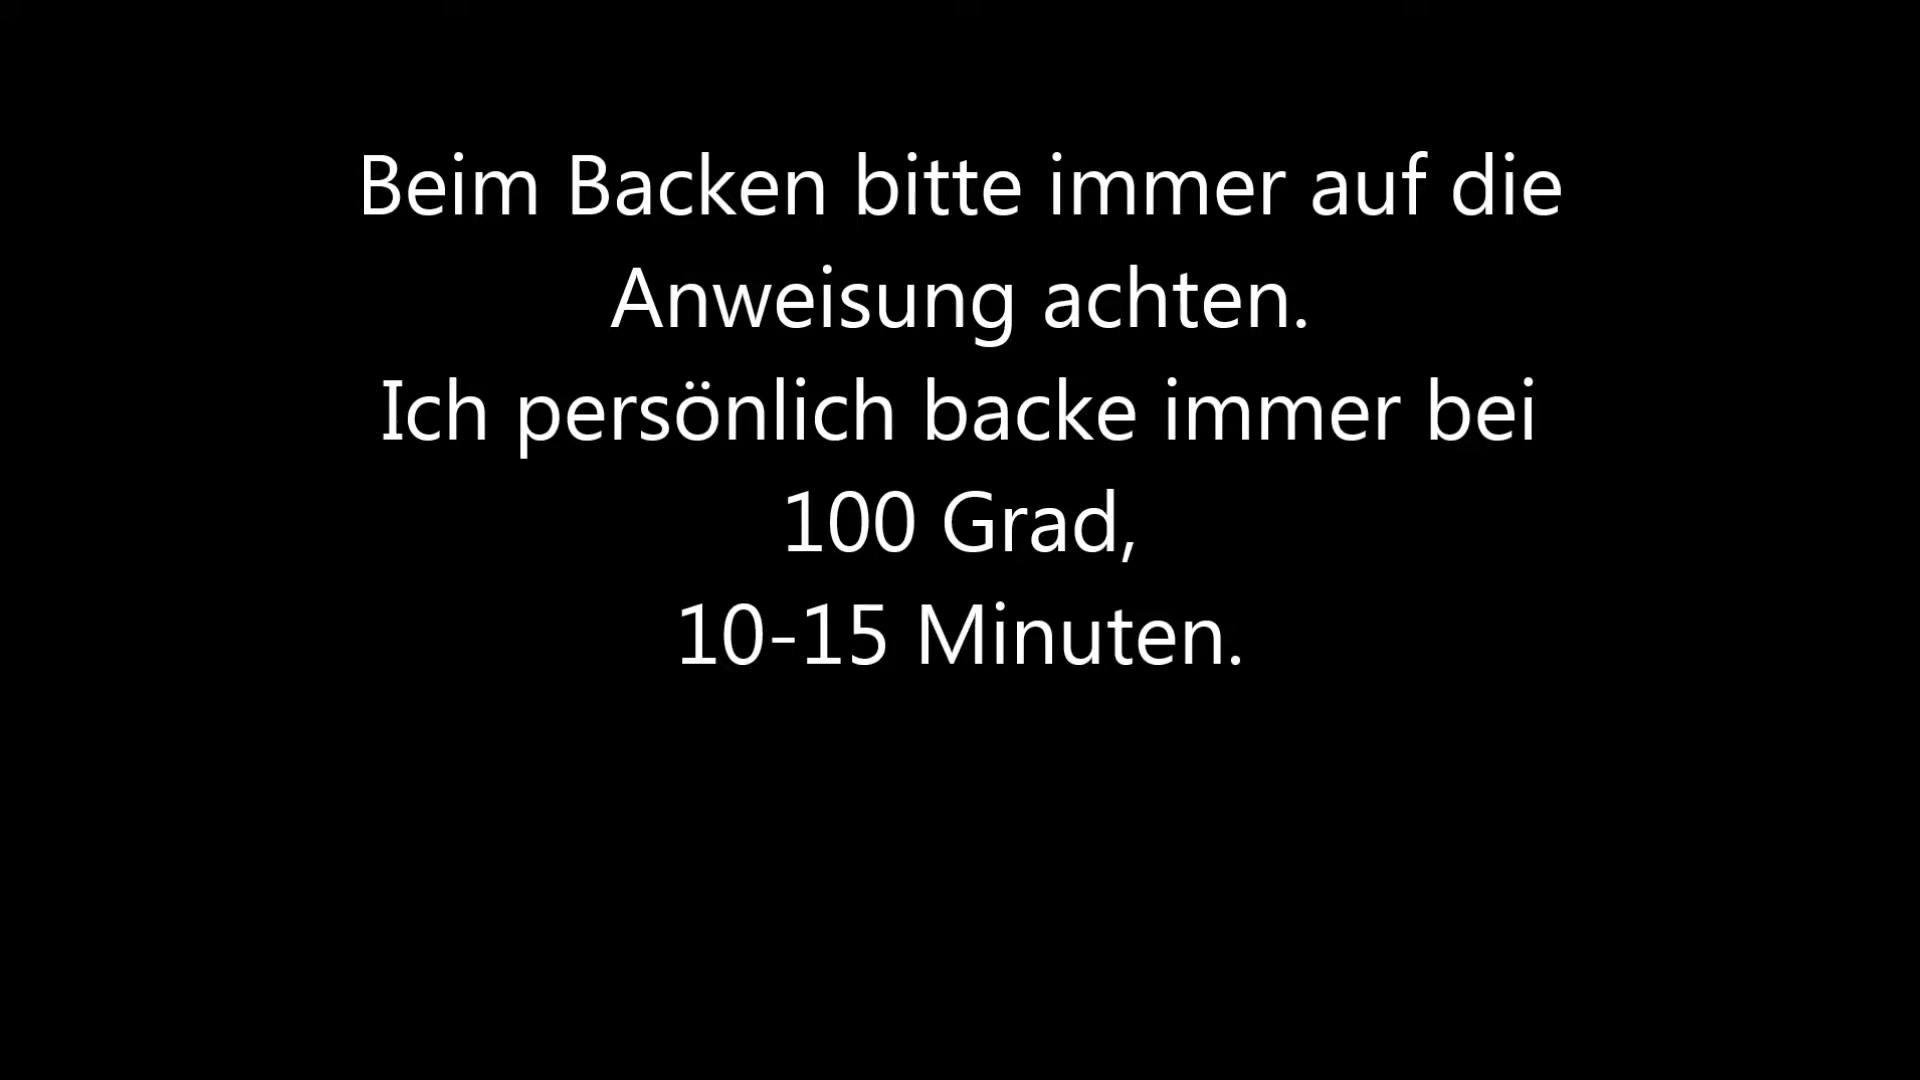 Beim Backen bitte immer auf die
Anweisung achten.
Ich persönlich backe immer bei
100 Grad,
10-15 Minuten.